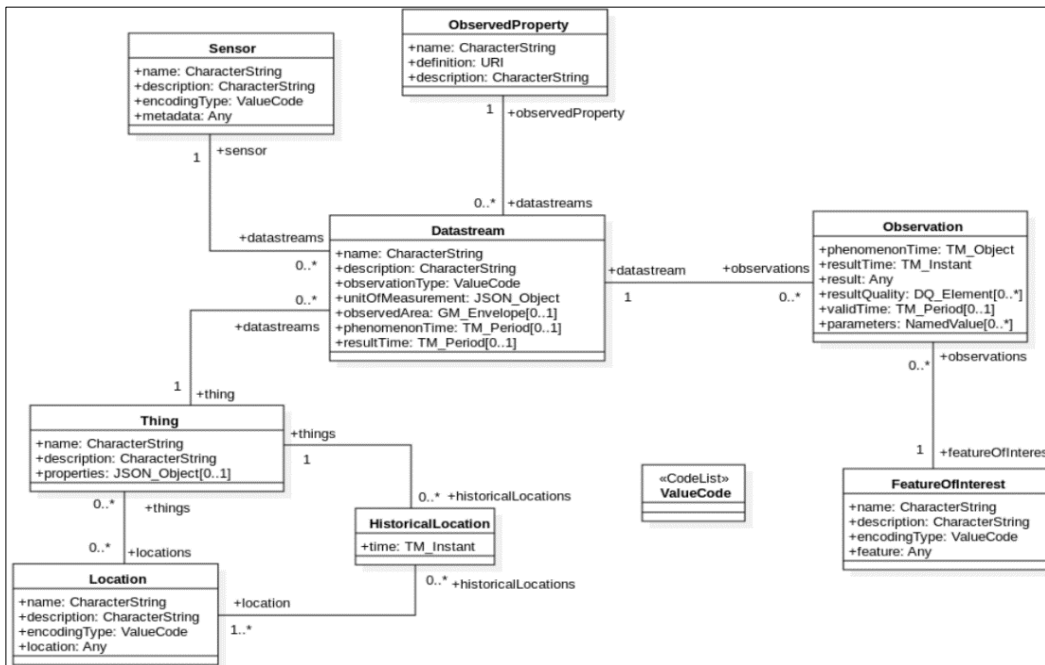 ObservedProperty
+name: CharacterString
+definition: URI
+description: CharacterString
Sensor
+name: CharacterString
+description: CharacterString
+encodingType: ValueCode
+metadata: Any
1
+observedProperty
1
+sensor
0..*
+datastreams
+datastreams
0..*
Datastream
+name: CharacterString
+description: CharacterString
+observationType: ValueCode
+unitOfMeasurement: JSON_Object
+observedArea: GM_Envelope[0..1]
+phenomenonTime: TM_Period[0..1]
+resultTime: TM_Period[0..1]
+datastream
1
+observations
0..*
Observation
+phenomenonTime: TM_Object
+resultTime: TM_Instant
+result: Any
+resultQuality: DQ_Element[0..*]
+validTime: TM_Period[0..1]
+parameters: NamedValue[0..*]
0..*
+datastreams
0..*
+observations
1
+thing
Thing
+name: CharacterString
+description: CharacterString
+properties: JSON_Object[0..1]
+things
1
1
+featureOfInteres
0..*
+historicalLocations
«CodeList»
ValueCode
FeatureOfInterest
+name: CharacterString
+description: CharacterString
+encodingType: ValueCode
+feature: Any
0..*
+things
HistoricalLocation
+time: TM_Instant
0..*
+locations
0..*
+historicalLocations
Location
+name: CharacterString
+description: CharacterString
+encodingType: ValueCode
+location: Any
+location
1..*